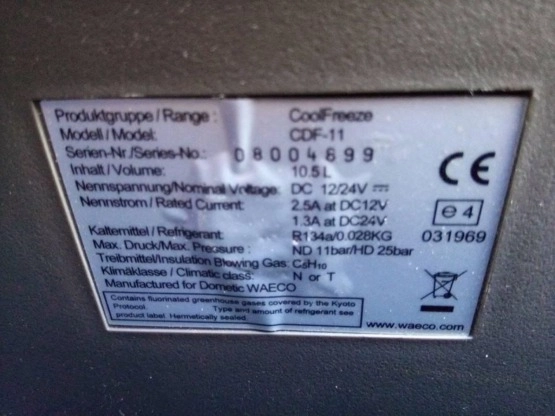 Produktgruppe / Range : CoolFreeze
Modell / Model: CDF-11
Serien-Nr./Series-No.: 08004699
Inhalt / Volume: 10.5 L
Nennspannung/Nominal Voltage: DC 12/24V
Nennstrom / Rated Current: 2.5A at DC12V
1.3A at DC24V
Kaltemittel / Refrigerant: R134a/0.028KG
Max. Druck/Max. Pressure : ND 11bar/HD 25bar
Treibmittel/Insulation Blowing Gas: C5H10
Klimaklasse / Climatic class: N or T
Manufactured for Dometic WAECO
CE
e 4
031969
Contains fluorinated greenhouse gases covered by the Kyoto
Protocol. Type and amount of refrigerant see
product label. Hermetically sealed.
www.waeco.com